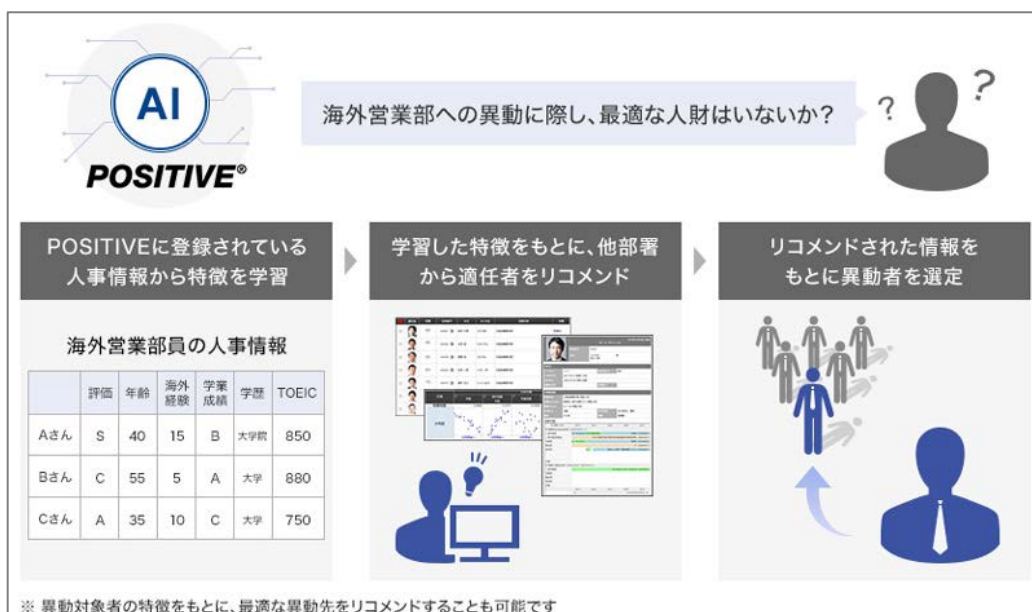 AI
POSITIVE®
海外営業部への異動に際し、最適な人財はいないか?
? ?
POSITIVEに登録されている
人事情報から特徴を学習
学習した特徴をもとに、他部署
から適任者をリコメンド
リコメンドされた情報を
もとに異動者を選定
海外営業部員の人事情報
評価 年齢 海外経験 学業成績 学歴 TOEIC
Aさん S 40 15 B 大学院 850
Bさん C 55 5 A 大学 880
Cさん A 35 10 C 大学 750
※ 異動対象者の特徴をもとに、最適な異動先をリコメンドすることも可能です